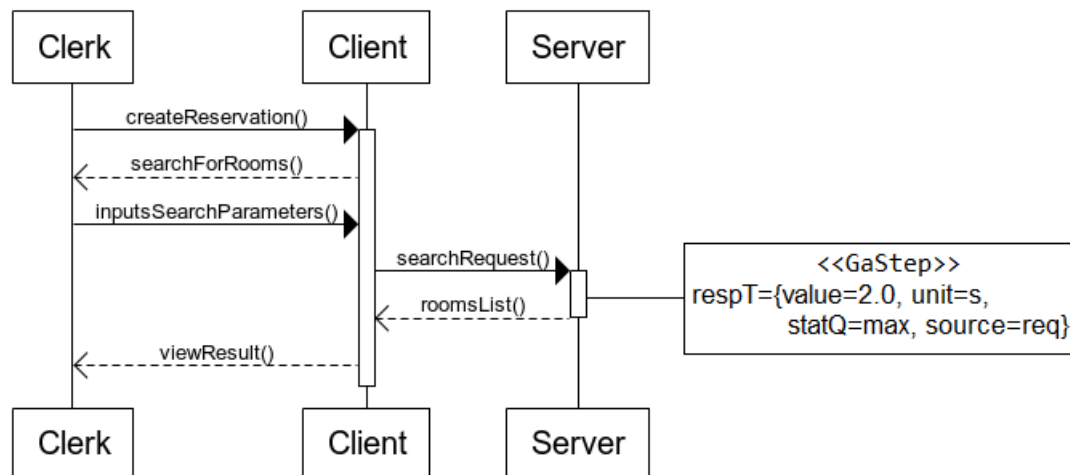 Clerk
Client
Server
createReservation()
searchForRooms()
inputsSearchParameters()
searchRequest()
<<GaStep>>
respT={value=2.0, unit=s,
statQ=max, source=req}
roomsList()
viewResult()
Clerk
Client
Server